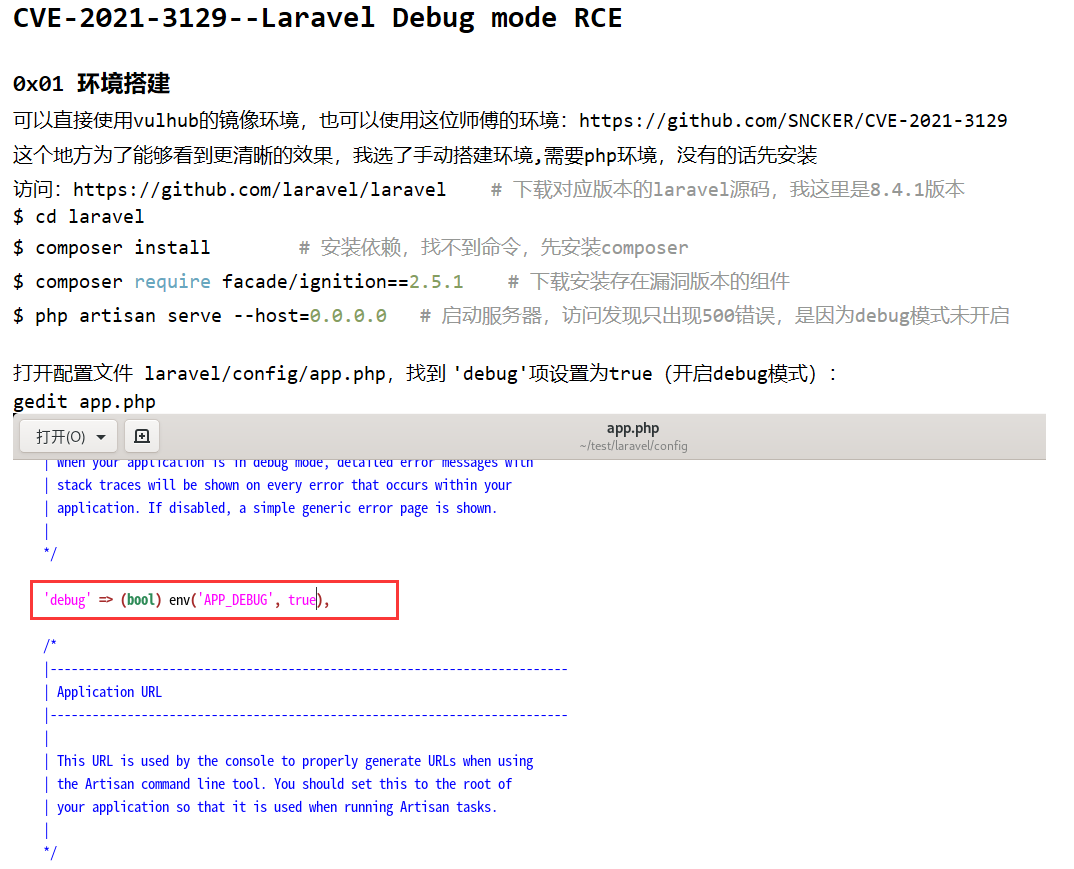 CVE-2021-3129--Laravel Debug mode RCE
0x01 环境搭建
可以直接使用vulhub的镜像环境，也可以使用这位师傅的环境：https://github.com/SNCKER/CVE-2021-3129
这个地方为了能够看到更清晰的效果，我选了手动搭建环境,需要php环境，没有的话先安装
访问：https://github.com/laravel/laravel    # 下载对应版本的laravel源码，我这里是8.4.1版本
$ cd laravel
$ composer install        # 安装依赖，找不到命令，先安装composer
$ composer require facade/ignition==2.5.1    # 下载安装存在漏洞版本的组件
$ php artisan serve --host=0.0.0.0   # 启动服务器，访问发现只出现500错误，是因为debug模式未开启
打开配置文件 laravel/config/app.php，找到 'debug'项设置为true（开启debug模式）：
gedit app.php
打开(O)
app.php
~/test/laravel/config
| When your application is in debug mode, detailed error messages with
| stack traces will be shown on every error that occurs within your
| application. If disabled, a simple generic error page is shown.
|
*/
'debug' => (bool) env('APP_DEBUG', true),
/*
|--------------------------------------------------------------------------
| Application URL
|--------------------------------------------------------------------------
|
| This URL is used by the console to properly generate URLs when using
| the Artisan command line tool. You should set this to the root of
| your application so that it is used when running Artisan tasks.
|
*/